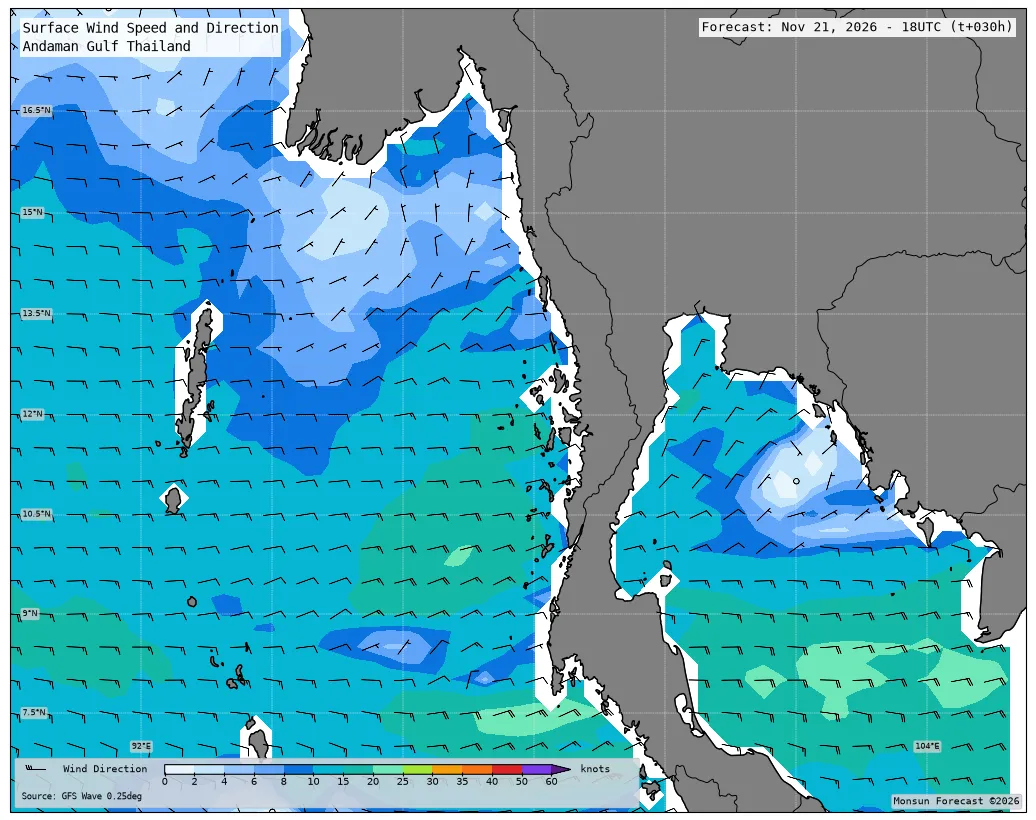 Surface Wind Speed and Direction
Andaman Gulf Thailand
Forecast: Nov 21, 2026 - 18UTC (t+030h)
16.5°N
15°N
13.5°N
12°N
10.5°N
9°N
7.5°N
92°E
104°E
Wind Direction
knots
0 2 4 6 8 10 15 20 25 30 35 40 50 60
Source: GFS Wave 0.25deg
Monsun Forecast ©2026